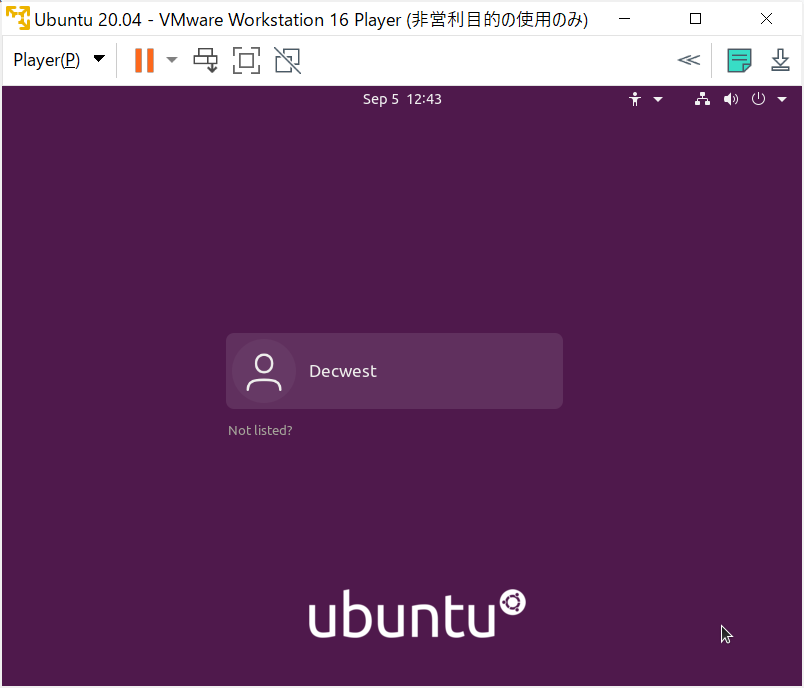 Ubuntu 20.04 - VMware Workstation 16 Player (非営利目的の使用のみ)
Player(P)
Sep 5 12:43
Decwest
Not listed?
ubuntu